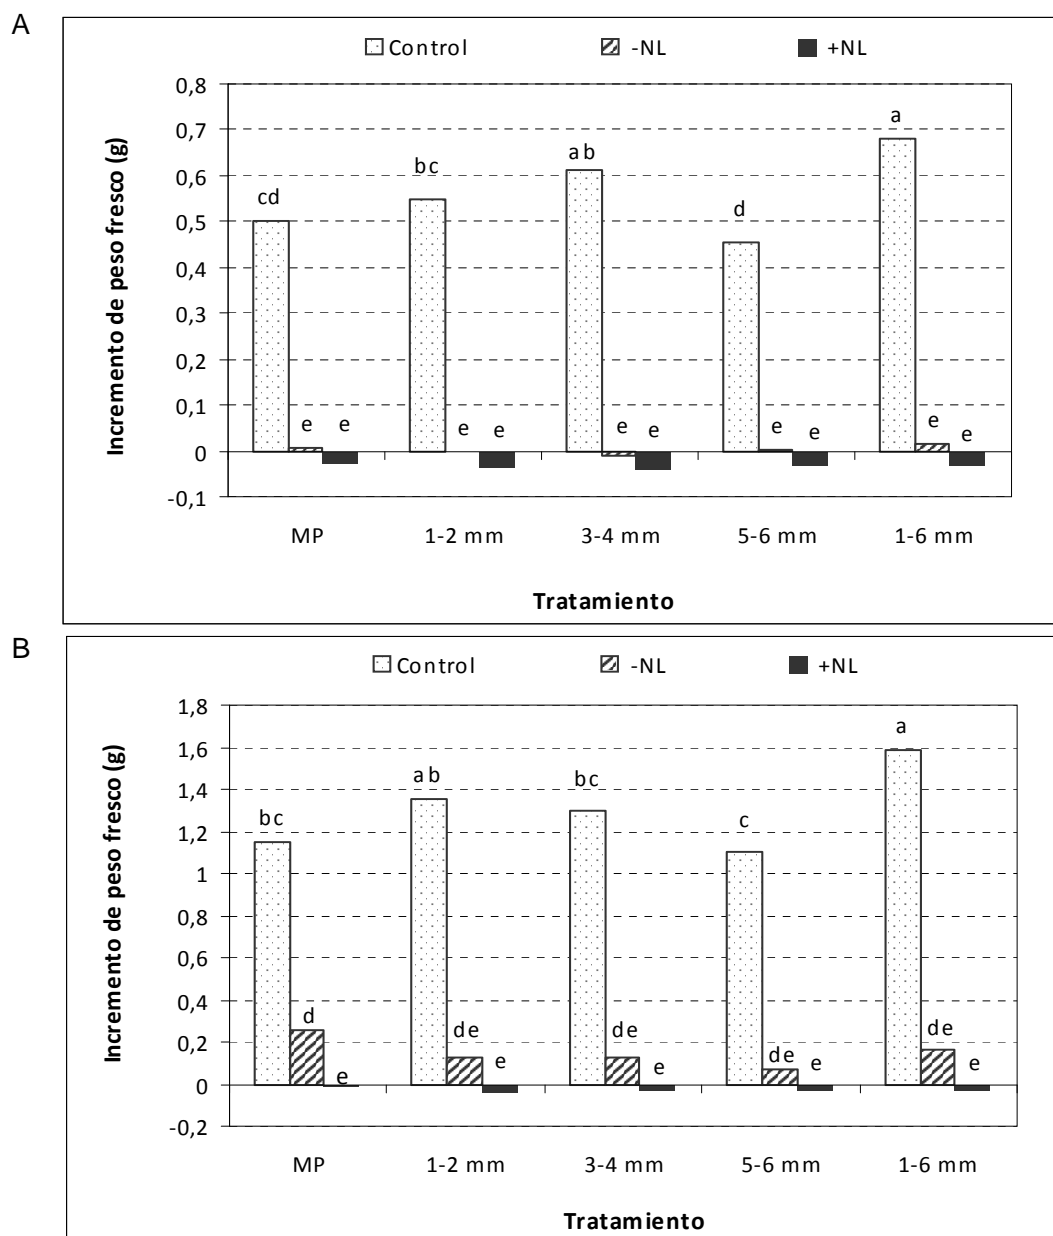 A
Control -NL +NL
Incremento de peso fresco (g)
0,8
0,7
0,6
0,5
0,4
0,3
0,2
0,1
0
-0,1
cd e e bc e e ab e e d e e a e e
MP 1-2 mm 3-4 mm 5-6 mm 1-6 mm
Tratamiento
B
Control -NL +NL
Incremento de peso fresco (g)
1,8
1,6
1,4
1,2
1
0,8
0,6
0,4
0,2
0
-0,2
bc d e ab de e bc de e c de e a de e
MP 1-2 mm 3-4 mm 5-6 mm 1-6 mm
Tratamiento